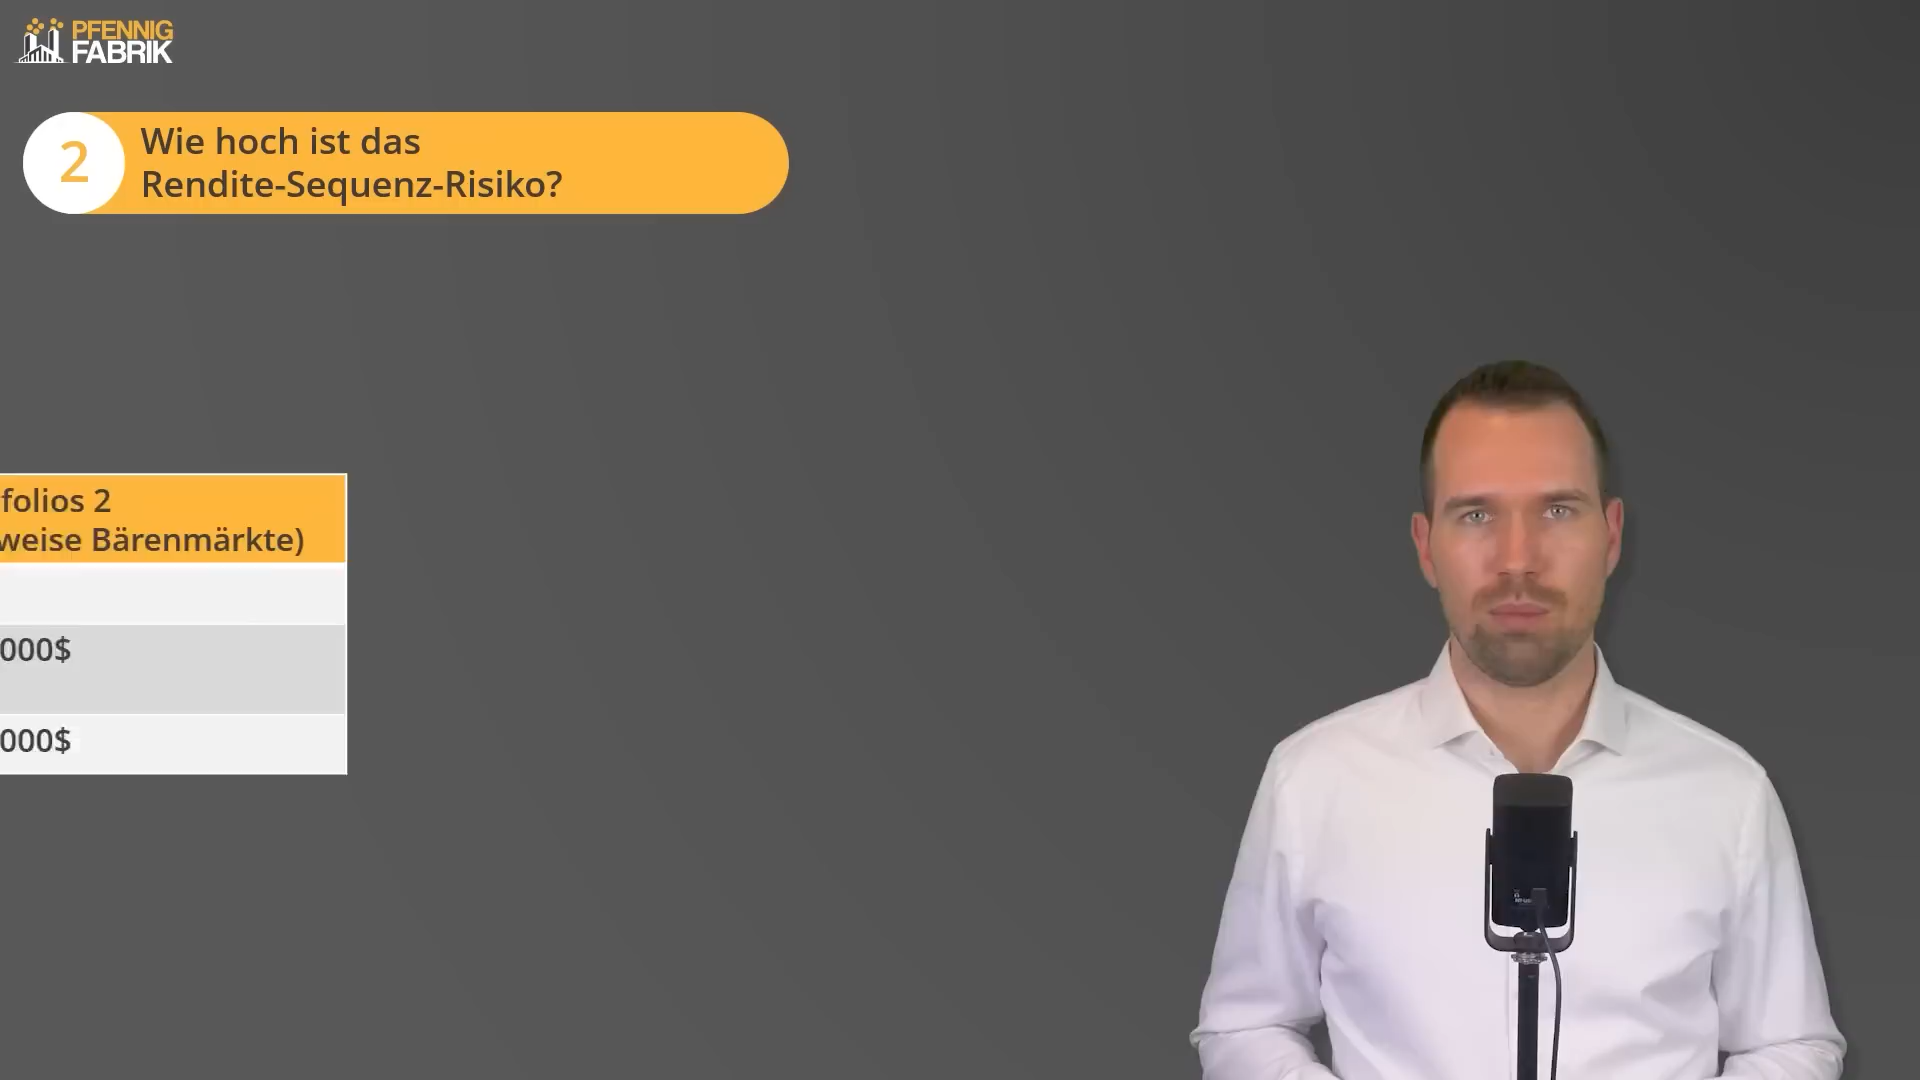 PFENNIG
FABRIK
2
Wie hoch ist das
Rendite-Sequenz-Risiko?
folios 2
weise Bärenmärkte)
000$
000$